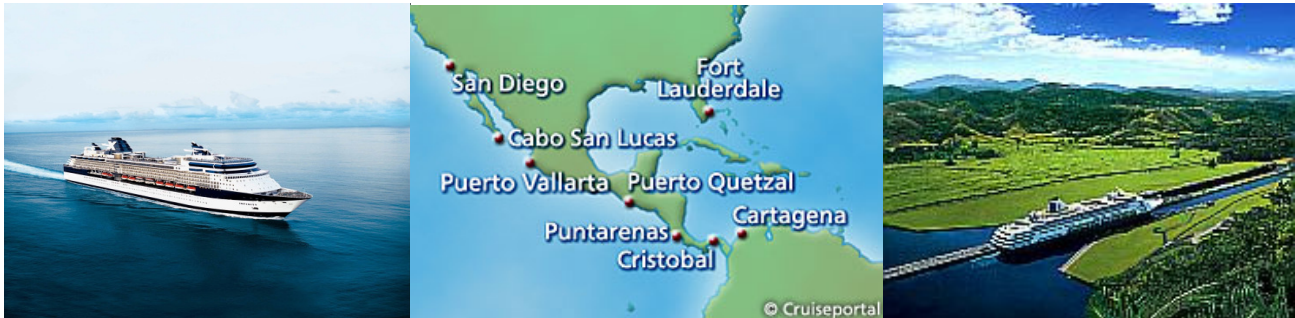 San Diego
Fort
Lauderdale
Cabo San Lucas
Puerto Vallarta
Puerto Quetzal
Cartagena
Puntarenas
Cristobal
© Cruiseportal